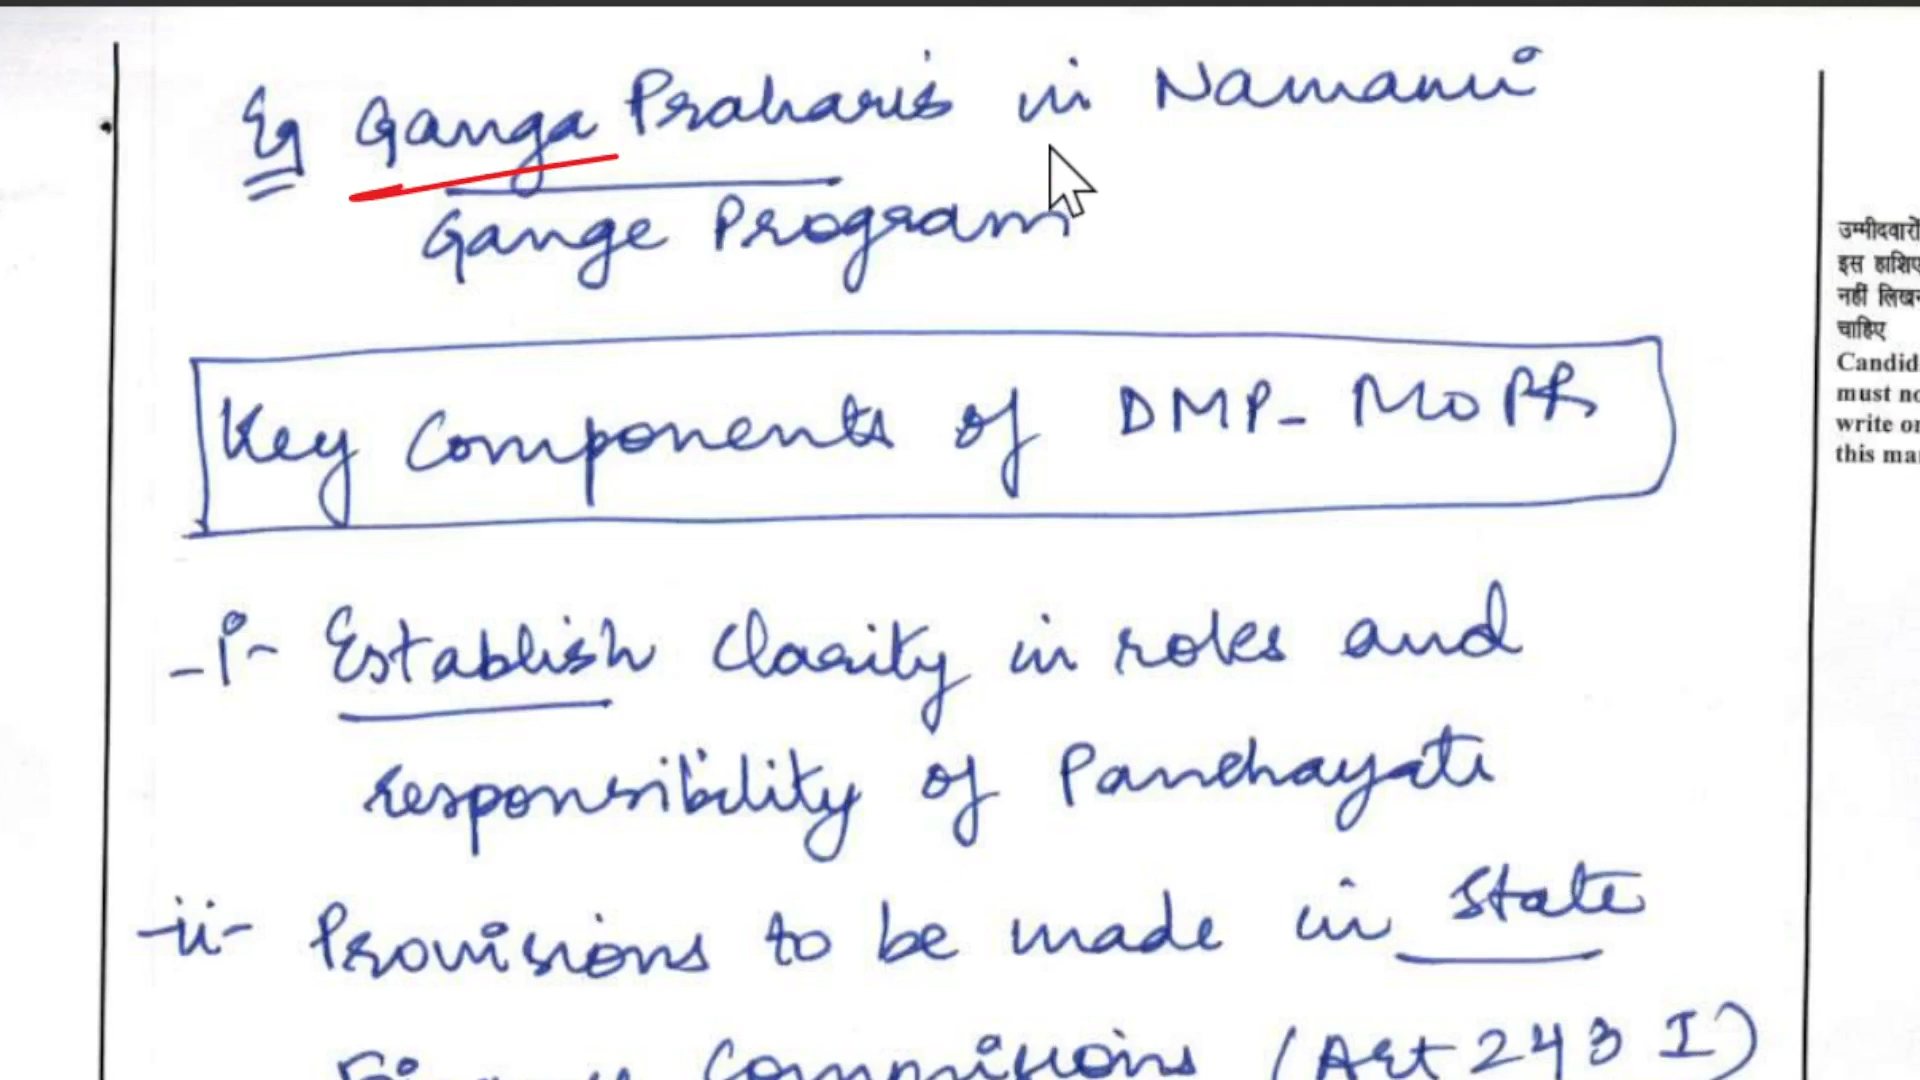 Eg Ganga Praharis in Namami
Gange Program
Key Components of DMP- MoPR
-i- Establish Clarity in roles and
responsibility of Panchayati
-ii- Provisions to be made in State
Finance Commissions (Art 243 I)
उम्मीदवारों
इस हाशिए
नहीं लिखन
चाहिए
Candid
must no
write on
this mar